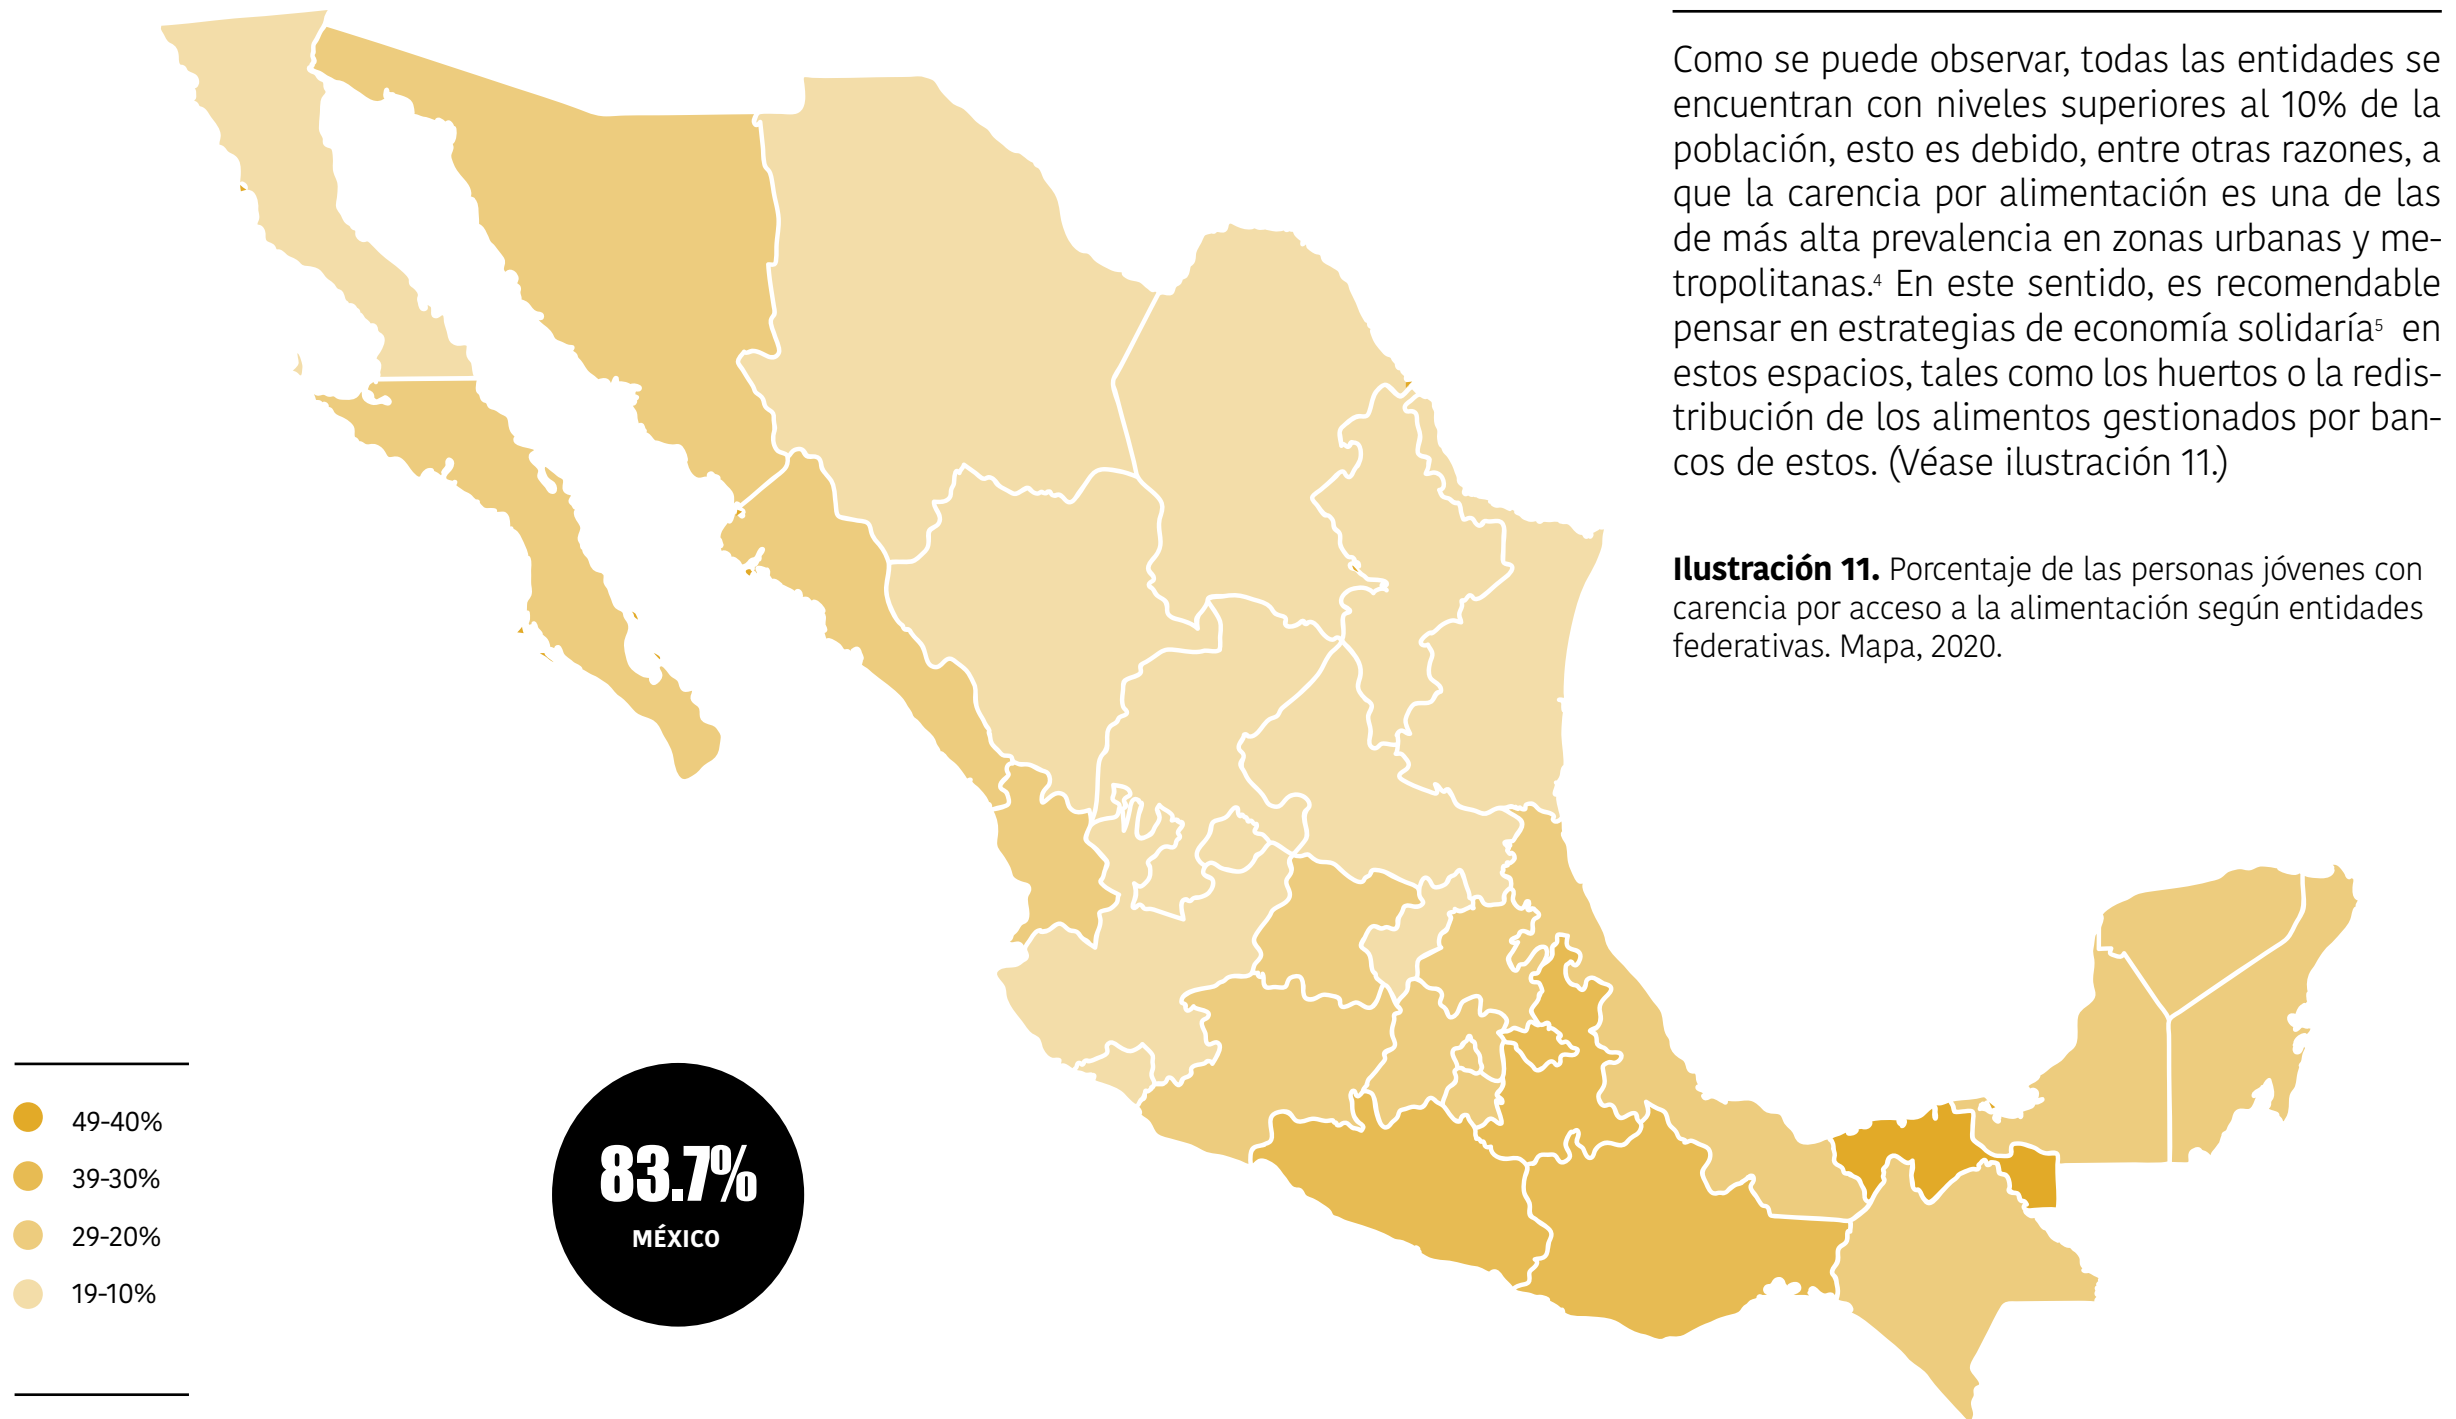 Como se puede observar, todas las entidades se
encuentran con niveles superiores al 10% de la
población, esto es debido, entre otras razones, a
que la carencia por alimentación es una de las
de más alta prevalencia en zonas urbanas y me-
tropolitanas.⁴ En este sentido, es recomendable
pensar en estrategias de economía solidaría⁵ en
estos espacios, tales como los huertos o la redis-
tribución de los alimentos gestionados por ban-
cos de estos. (Véase ilustración 11.)
Ilustración 11. Porcentaje de las personas jóvenes con
carencia por acceso a la alimentación según entidades
federativas. Mapa, 2020.
49-40%
39-30%
29-20%
19-10%
83.7%
MÉXICO